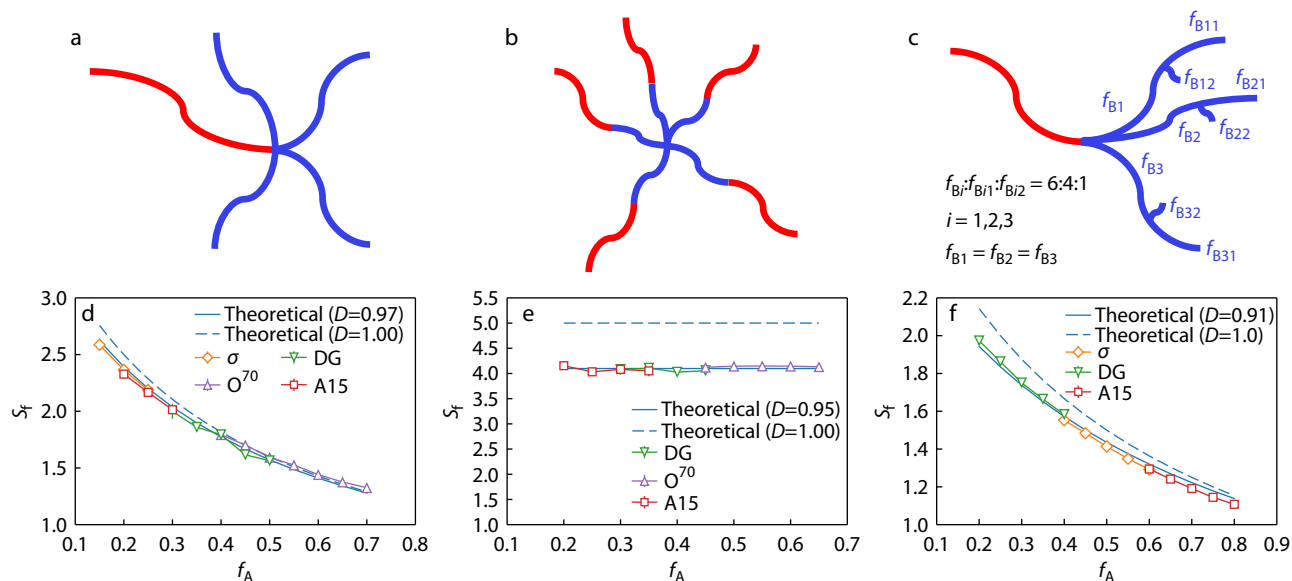 a
b
c
fB11
fB12
fB21
fB1
fB2
fB22
fB3
fBi:fBi1:fBi2 = 6:4:1
fB32
i = 1,2,3
fB1 = fB2 = fB3
fB31
d
Theoretical (D=0.97)
Theoretical (D=1.00)
σ
DG
O70
A15
Sf
3.0
2.5
2.0
1.5
1.0
0.1 0.2 0.3 0.4 0.5 0.6 0.7 0.8
fA
e
Theoretical (D=0.95)
Theoretical (D=1.00)
DG
O70
A15
Sf
5.5
5.0
4.5
4.0
3.5
3.0
2.5
2.0
1.5
1.0
0.1 0.2 0.3 0.4 0.5 0.6 0.7
fA
f
Theoretical (D=0.91)
Theoretical (D=1.0)
σ
DG
A15
Sf
2.2
2.0
1.8
1.6
1.4
1.2
1.0
0.1 0.2 0.3 0.4 0.5 0.6 0.7 0.8 0.9
fA